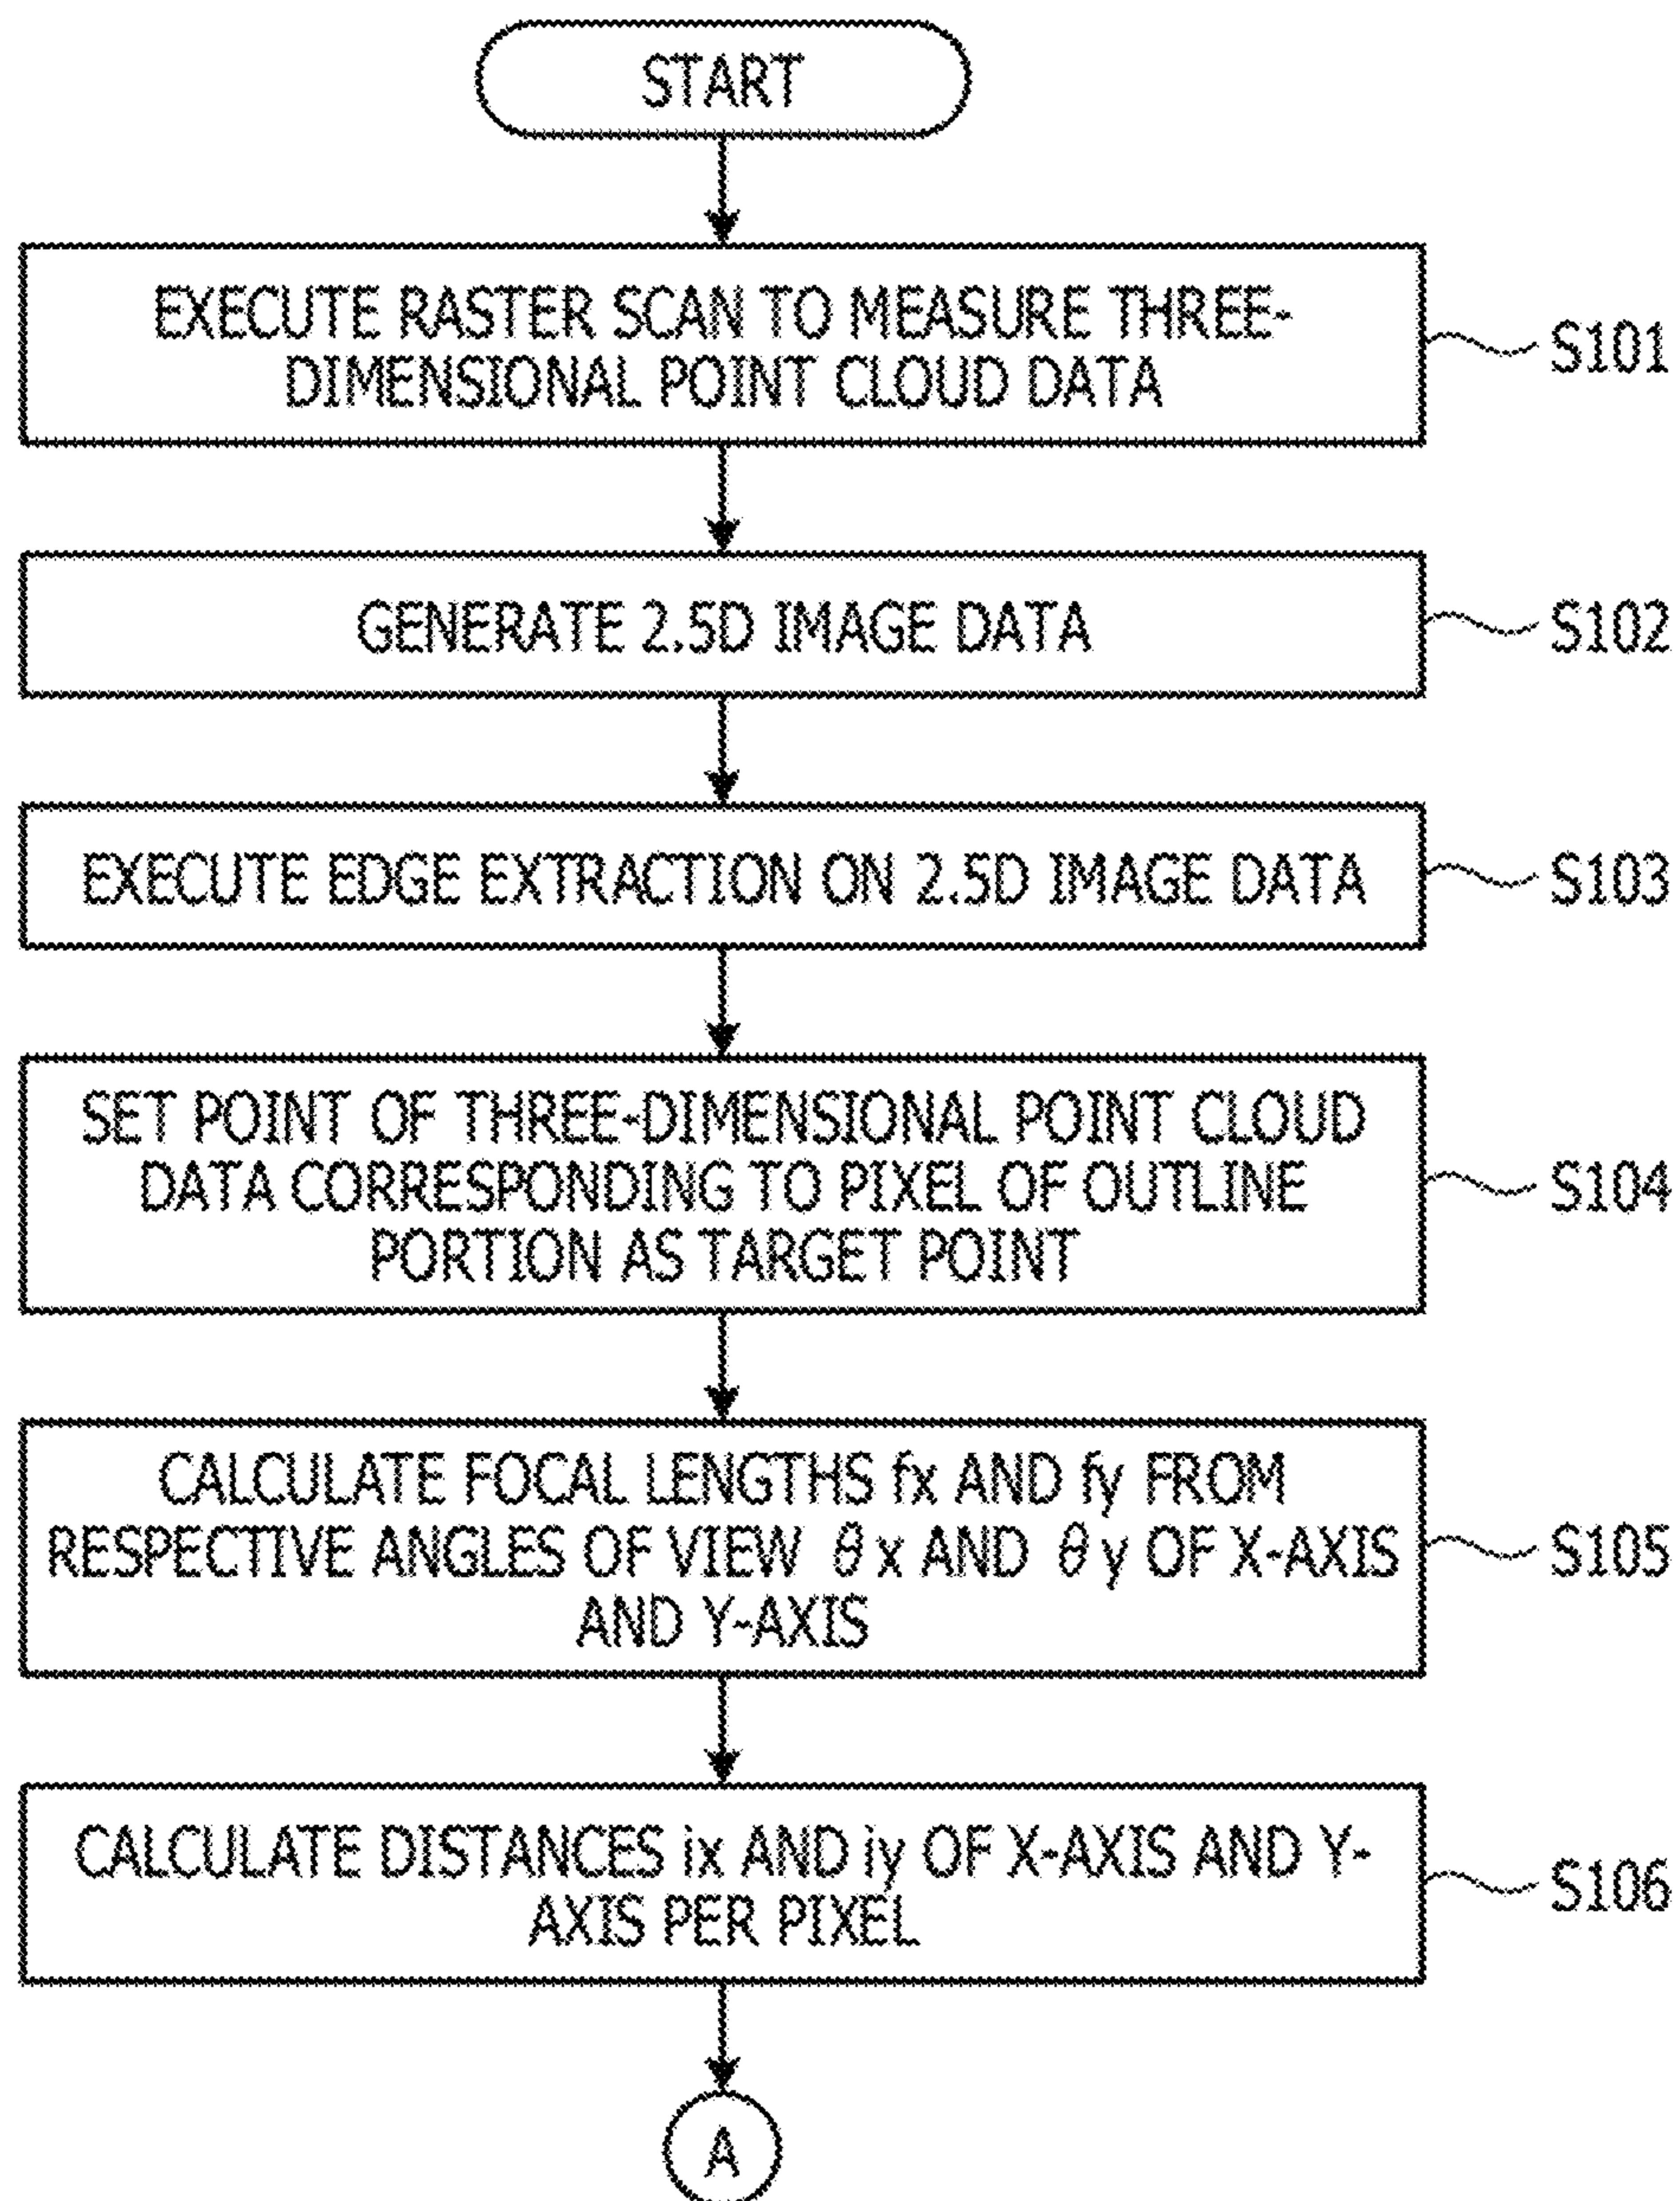 START
EXECUTE RASTER SCAN TO MEASURE THREE-
DIMENSIONAL POINT CLOUD DATA
S101
GENERATE 2.5D IMAGE DATA
S102
EXECUTE EDGE EXTRACTION ON 2.5D IMAGE DATA
S103
SET POINT OF THREE-DIMENSIONAL POINT CLOUD
DATA CORRESPONDING TO PIXEL OF OUTLINE
PORTION AS TARGET POINT
S104
CALCULATE FOCAL LENGTHS fx AND fy FROM
RESPECTIVE ANGLES OF VIEW θx AND θy OF X-AXIS
AND Y-AXIS
S105
CALCULATE DISTANCES ix AND iy OF X-AXIS AND Y-
AXIS PER PIXEL
S106
A